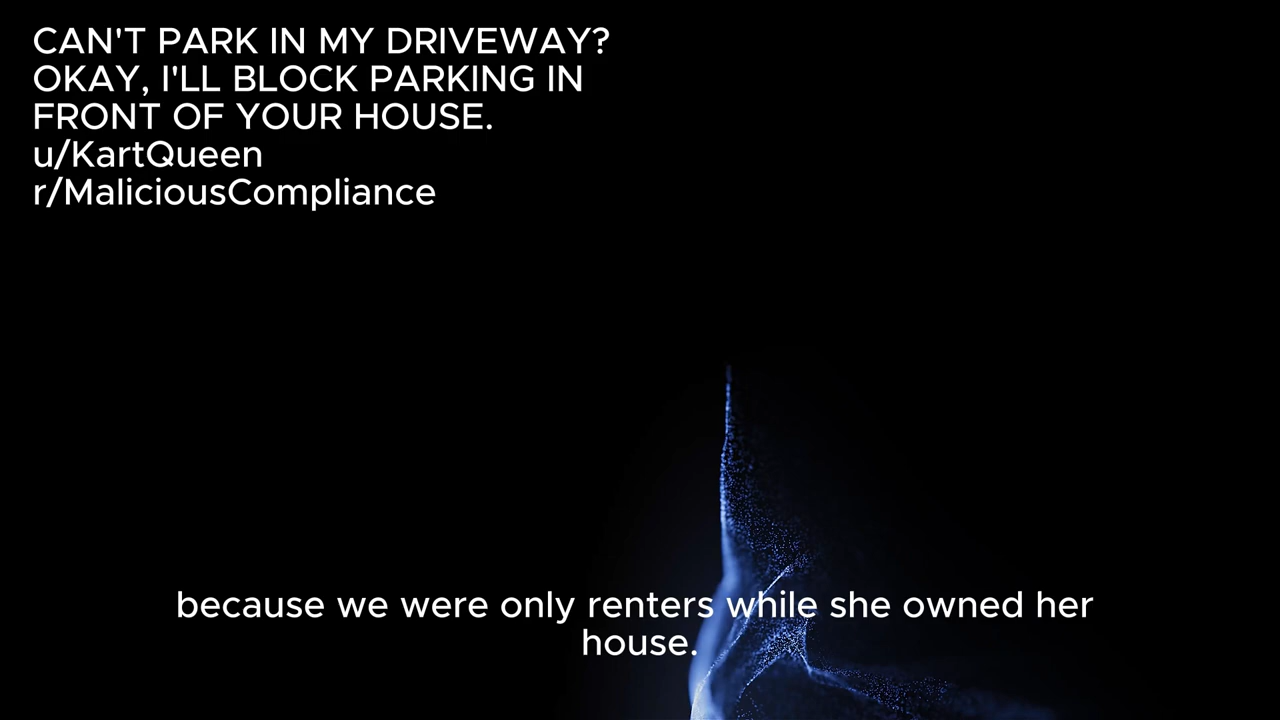 CAN'T PARK IN MY DRIVEWAY?
OKAY, I'LL BLOCK PARKING IN
FRONT OF YOUR HOUSE.
u/KartQueen
r/MaliciousCompliance
because we were only renters while she owned her
house.